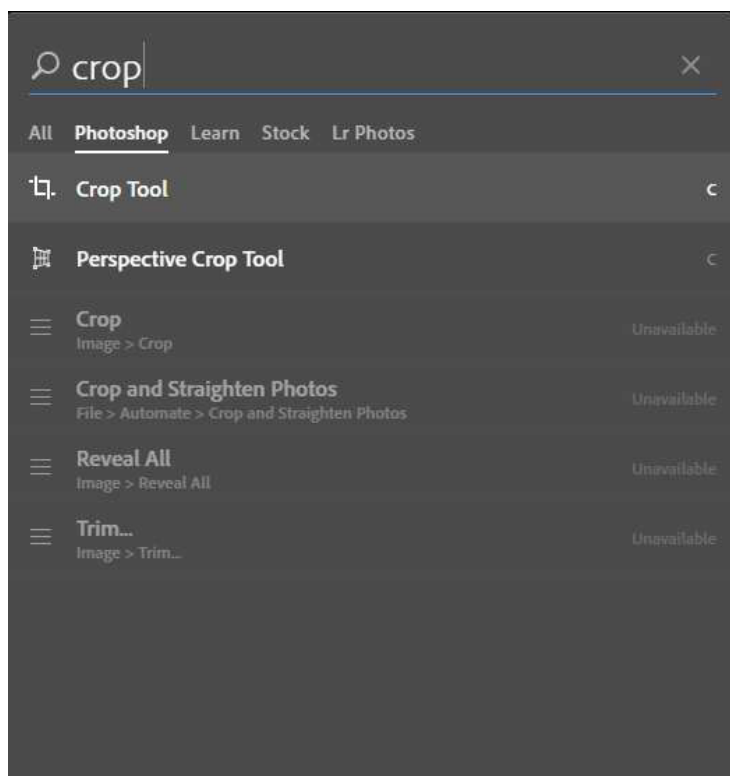 crop
All Photoshop Learn Stock Lr Photos
Crop Tool C
Perspective Crop Tool C
Crop Unavailable
Image > Crop
Crop and Straighten Photos Unavailable
File > Automate > Crop and Straighten Photos
Reveal All Unavailable
Image > Reveal All
Trim... Unavailable
Image > Trim...